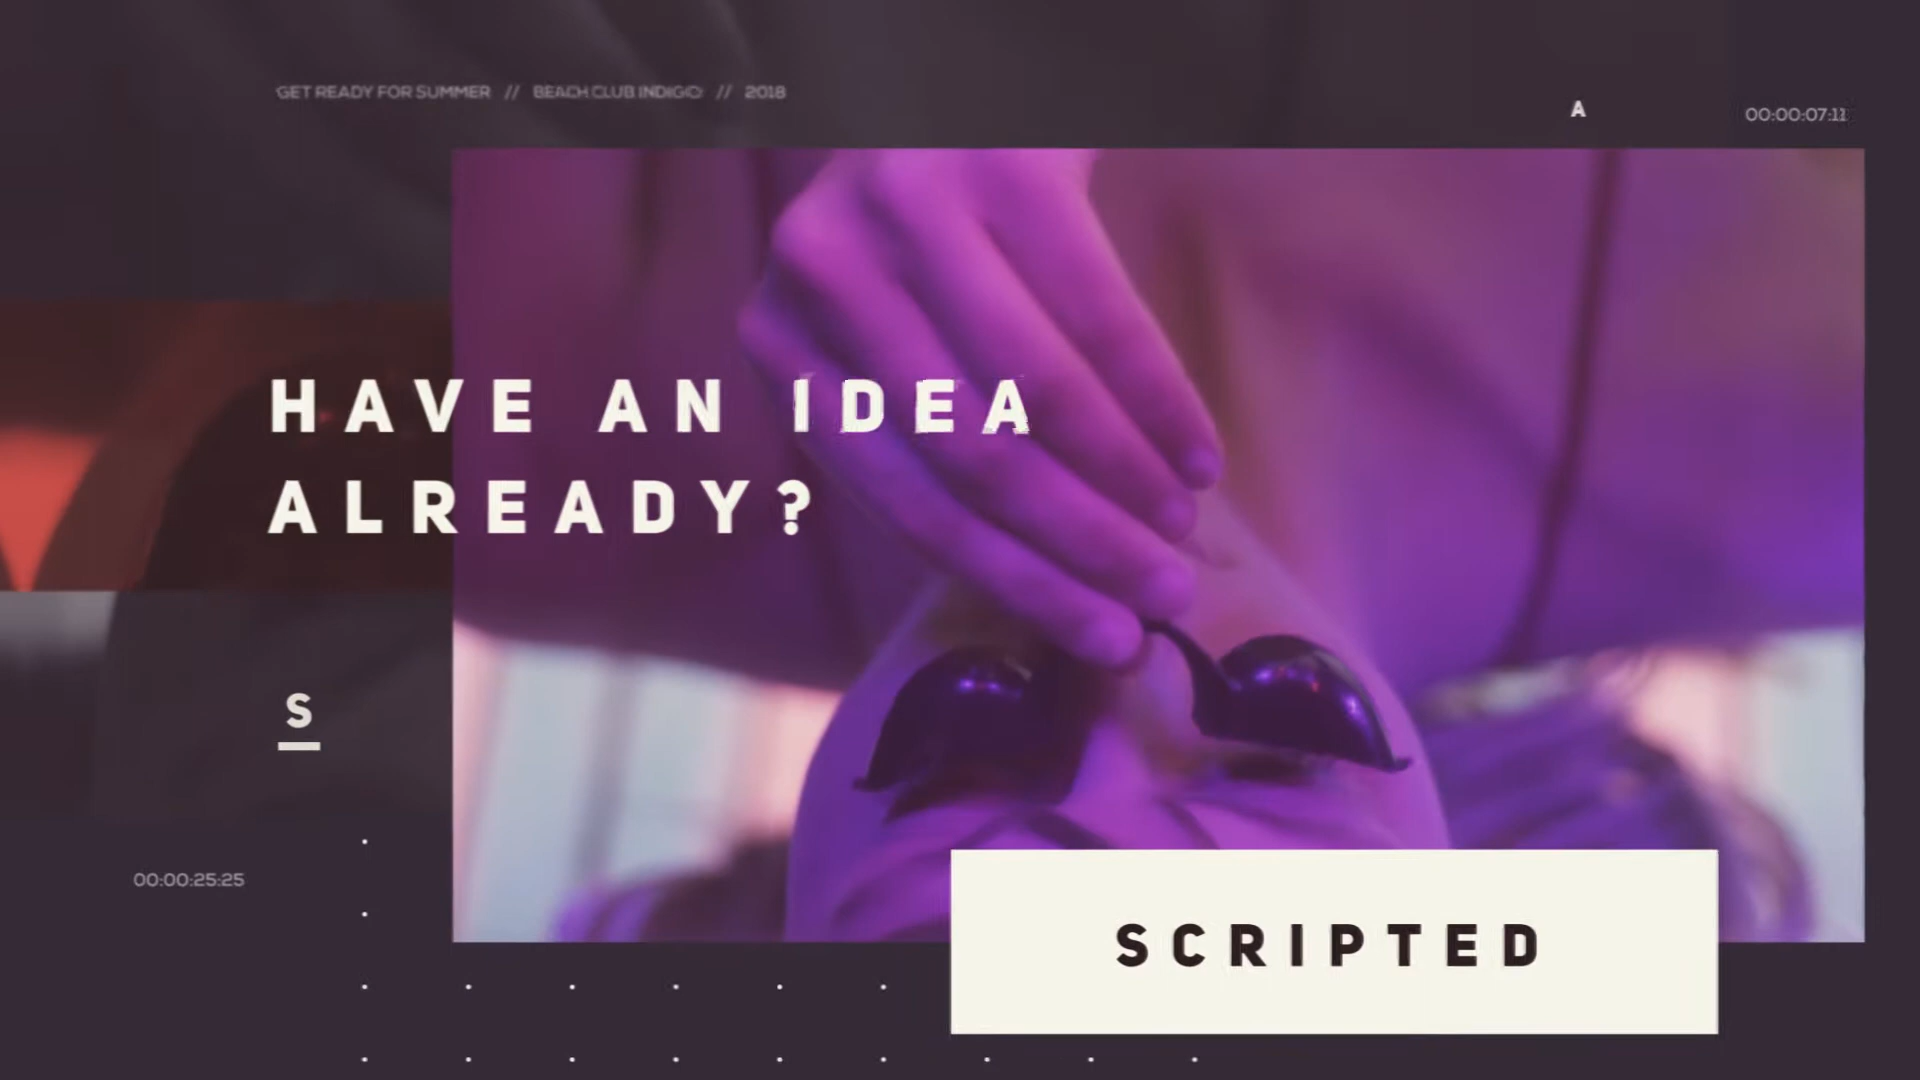 GET READY FOR SUMMER // BEACH CLUB INDIGO // 2018
A
00:00:07:11
HAVE AN IDEA
ALREADY?
S
00:00:25:25
SCRIPTED